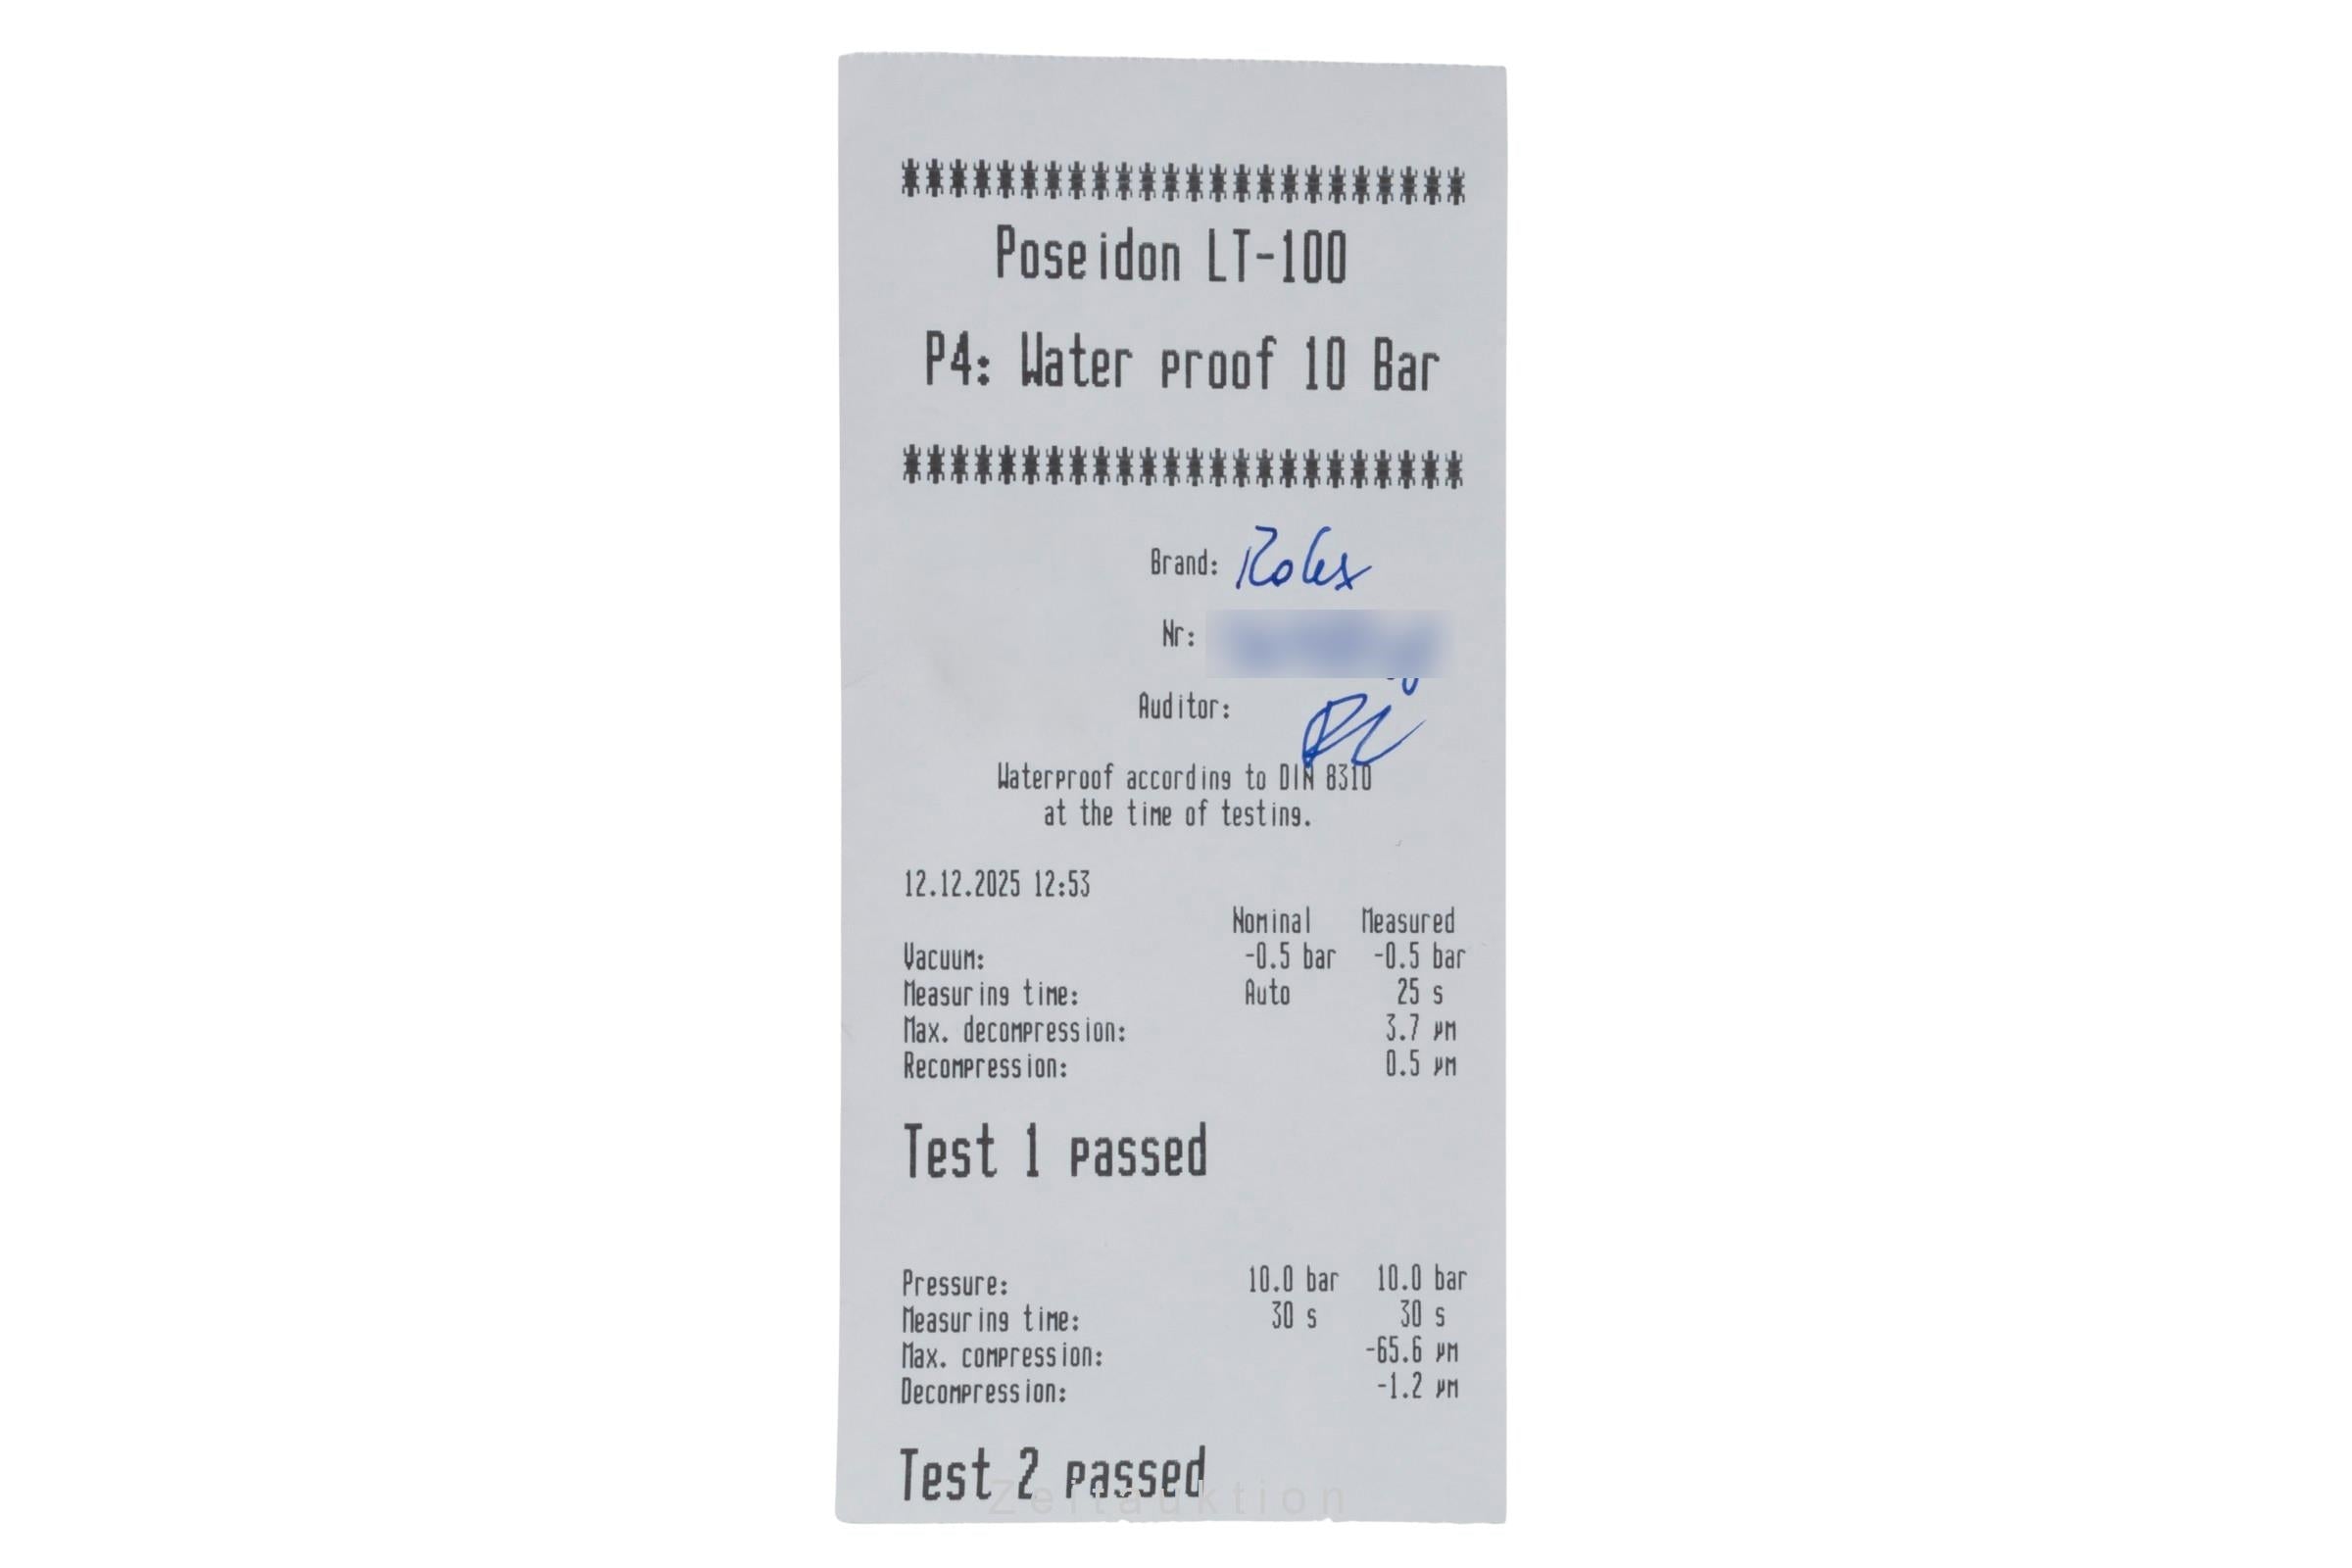 ************************
Poseidon LT-100
P4: Water proof 10 Bar
************************
Brand: Rolex
Nr:
Auditor:
Waterproof according to DIN 8310
at the time of testing.
12.12.2025 12:53
Nominal Measured
Vacuum: -0.5 bar -0.5 bar
Measuring time: Auto 25 s
Max. decompression: 3.7 µm
Recompression: 0.5 µm
Test 1 passed
Pressure: 10.0 bar 10.0 bar
Measuring time: 30 s 30 s
Max. compression: -65.6 µm
Decompression: -1.2 µm
Test 2 passed
Zeitauktion